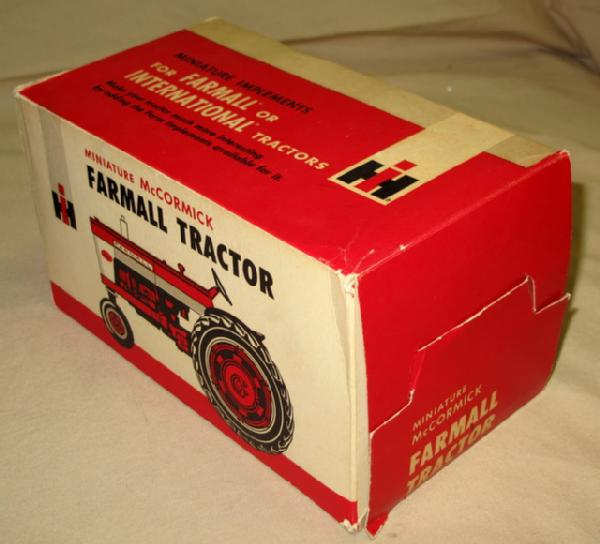 MINIATURE IMPLEMENTS
FOR FARMALL® OR
INTERNATIONAL TRACTORS
Make your tractor much more interesting
by adding the Farm Implements available for it.
IH
MINIATURE McCORMICK
FARMALL TRACTOR
IH
MINIATURE
McCORMICK
FARMALL
TRACTOR